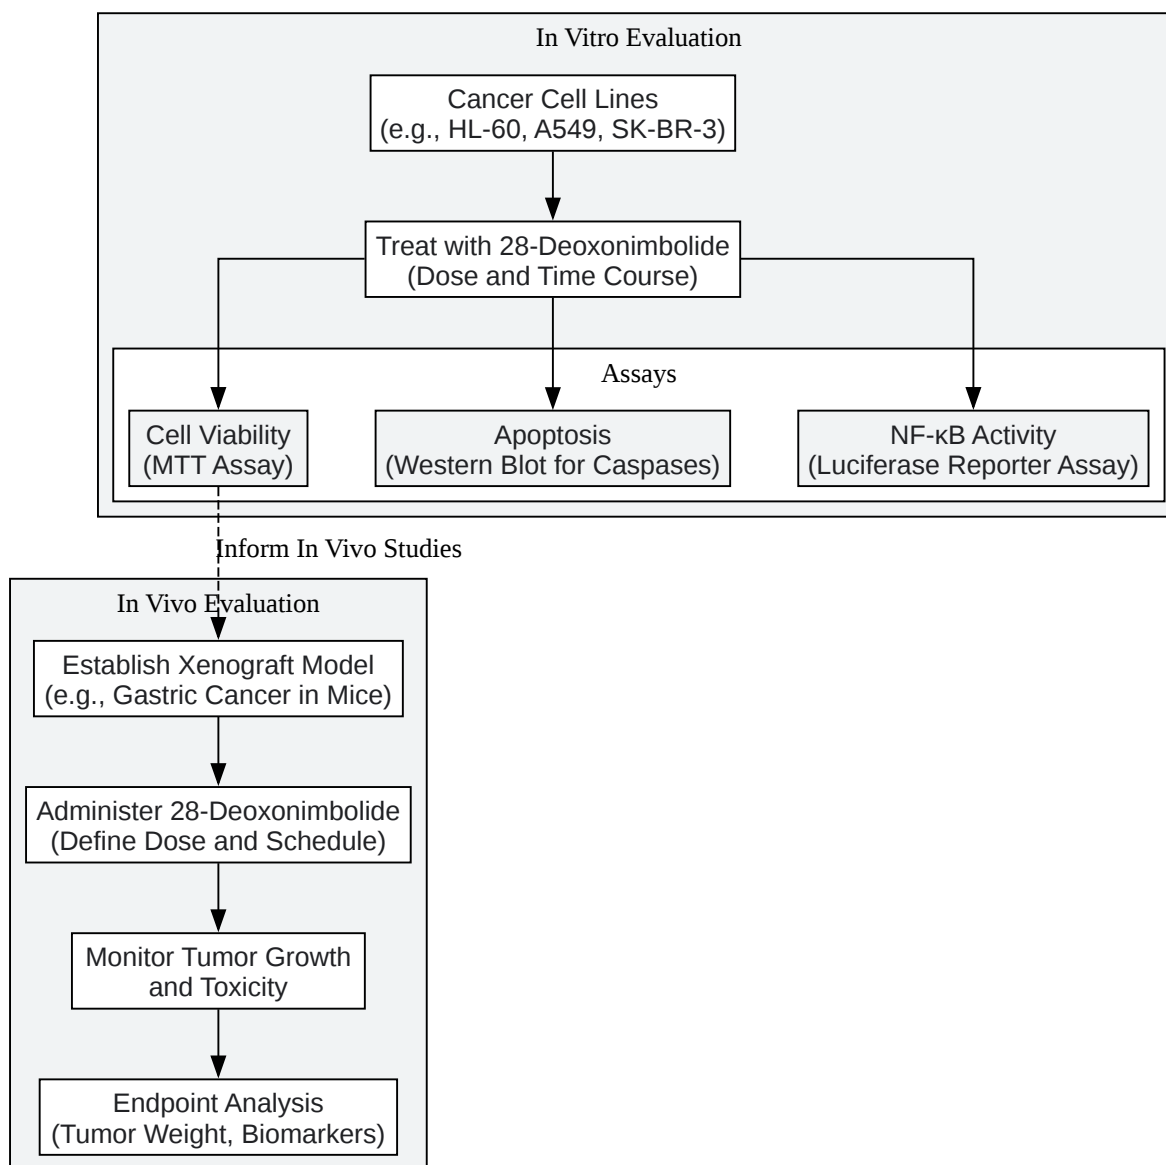 In Vitro Evaluation
Cancer Cell Lines
(e.g., HL-60, A549, SK-BR-3)
Treat with 28-Deoxonimbolide
(Dose and Time Course)
Assays
Cell Viability
(MTT Assay)
Apoptosis
(Western Blot for Caspases)
NF-κB Activity
(Luciferase Reporter Assay)
Inform In Vivo Studies
In Vivo Evaluation
Establish Xenograft Model
(e.g., Gastric Cancer in Mice)
Administer 28-Deoxonimbolide
(Define Dose and Schedule)
Monitor Tumor Growth
and Toxicity
Endpoint Analysis
(Tumor Weight, Biomarkers)